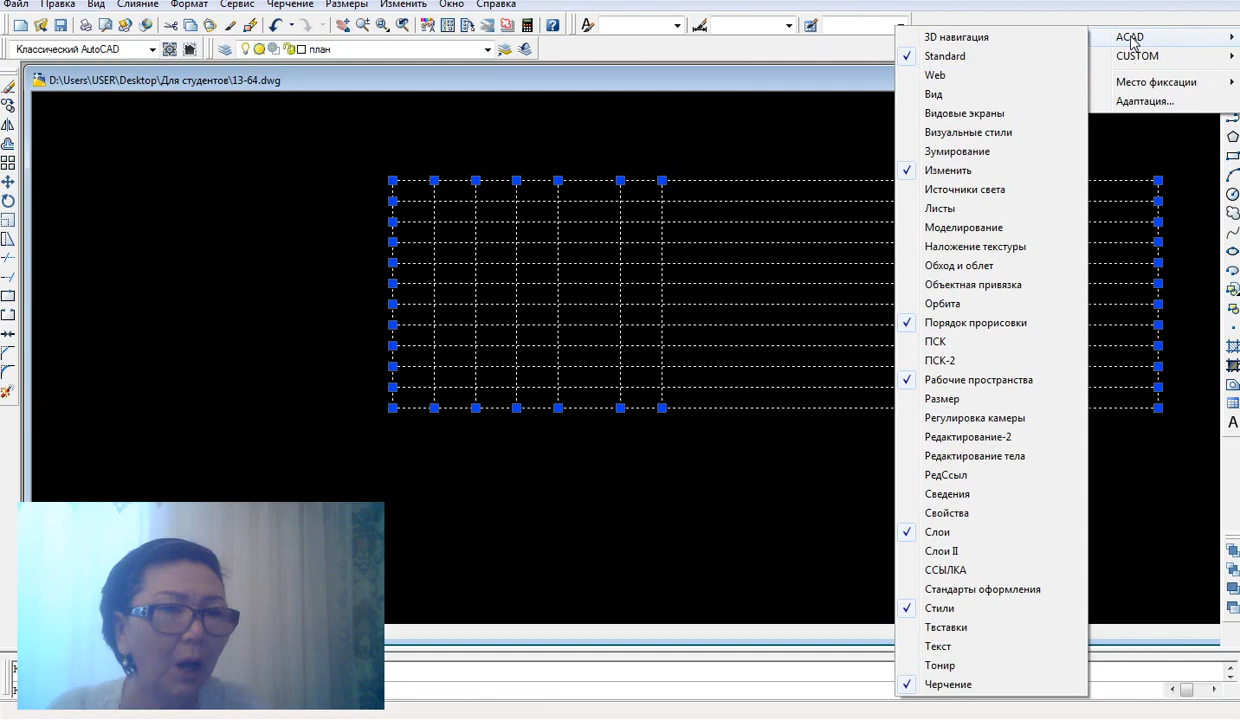 Файл Правка Вид Слияние Формат Сервис Черчение Размеры Изменить Окно Справка
Классический AutoCAD
план
D:\Users\USER\Desktop\Для студентов\13-64.dwg
3D навигация
Standard
Web
Вид
Видовые экраны
Визуальные стили
Зумирование
Изменить
Источники света
Листы
Моделирование
Наложение текстуры
Обход и облет
Объектная привязка
Орбита
Порядок прорисовки
ПСК
ПСК-2
Рабочие пространства
Размер
Регулировка камеры
Редактирование-2
Редактирование тела
РедСсыл
Сведения
Свойства
Слои
Слои II
ССЫЛКА
Стандарты оформления
Стили
Твставки
Текст
Тонир
Черчение
ACAD
CUSTOM
Место фиксации
Адаптация...
A